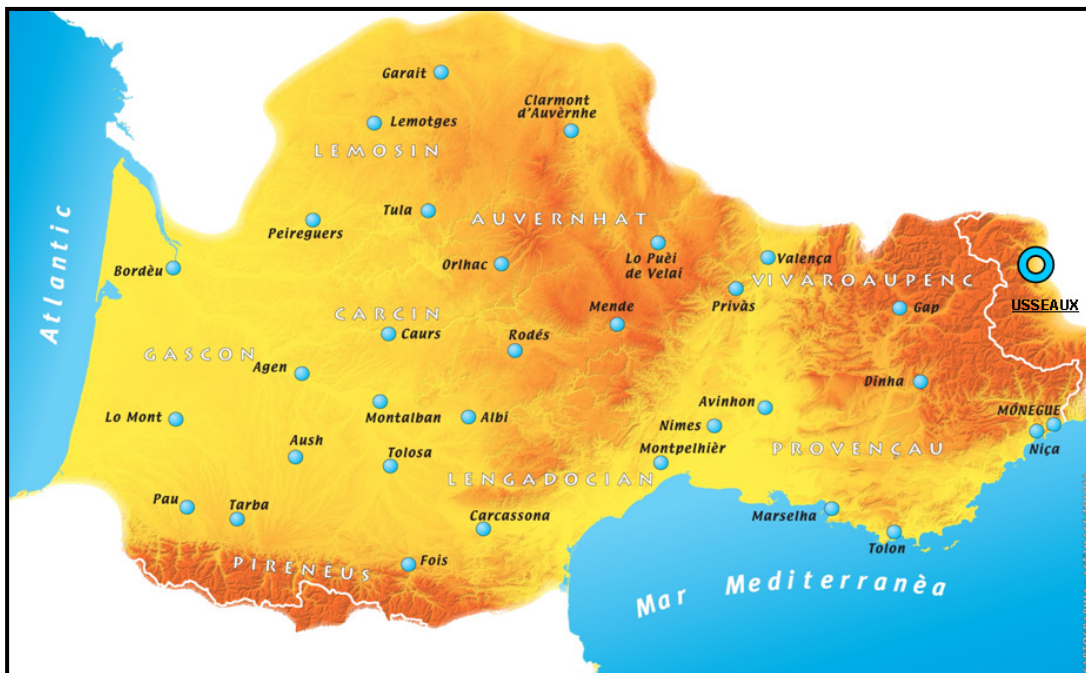 Garait
Clarmont
d'Auvèrnhe
Lemotges
LEMOSIN
Atlantic
Tula
AUVERNHAT
Peireguers
Lo Puèi
de Velai
Orlhac
Valença
Bordèu
VIVAROAUPENC
Privàs
USSEAUX
Mende
Gap
CARCIN
Caurs
Rodés
GASCON
Agen
Dinha
Avinhon
MÓNEGUE
Lo Mont
Montalban
Albi
Nimes
Niça
Aush
Tolosa
Montpelhièr
PROVENÇAU
LENGADOCIAN
Pau
Tarba
Carcassona
Marselha
Tolon
Fois
PIRENÈUS
Mar Mediterranèa